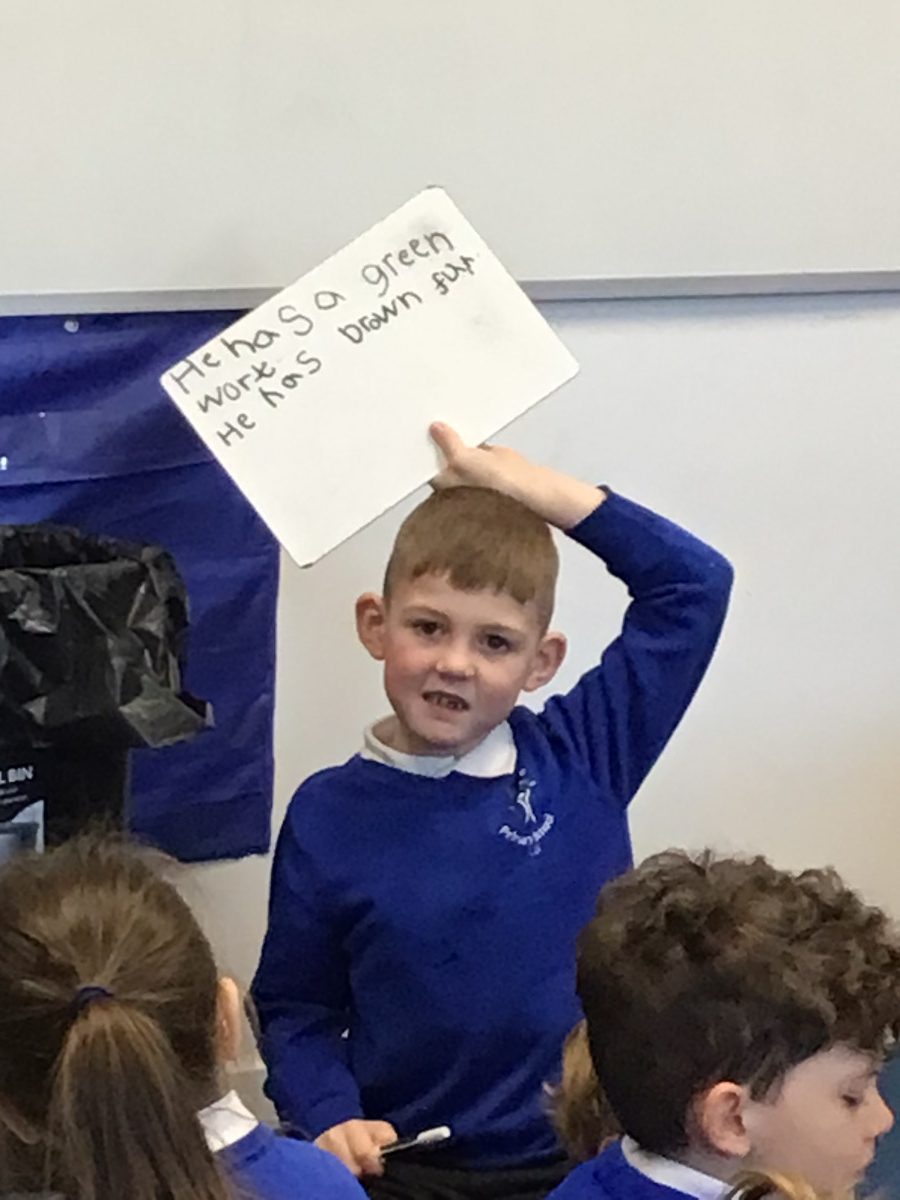 He has a green
wort.
He has brown fur
L BIN